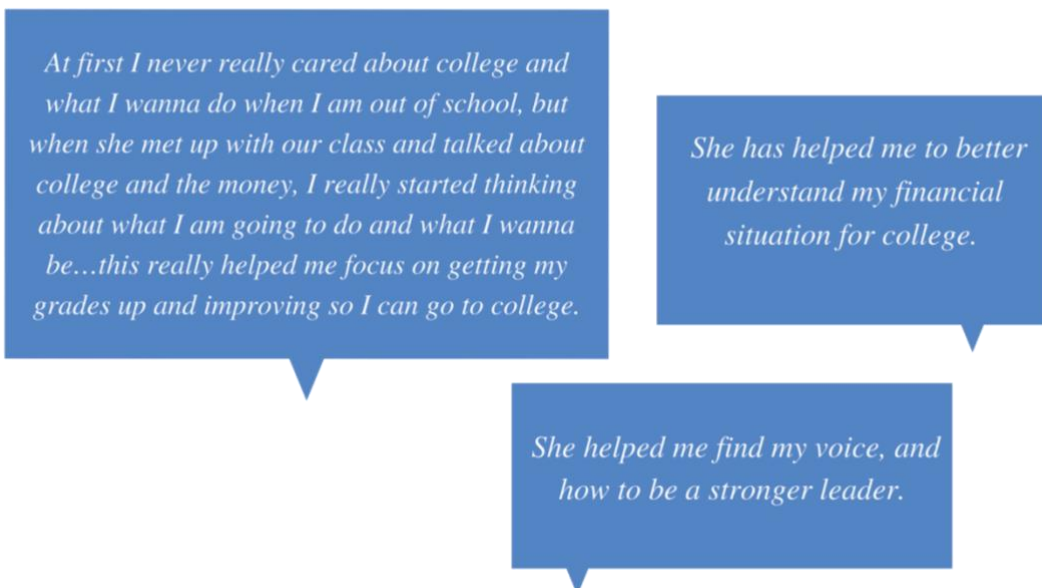 At first I never really cared about college and
what I wanna do when I am out of school, but
when she met up with our class and talked about
college and the money, I really started thinking
about what I am going to do and what I wanna
be…this really helped me focus on getting my
grades up and improving so I can go to college.
She has helped me to better
understand my financial
situation for college.
She helped me find my voice, and
how to be a stronger leader.